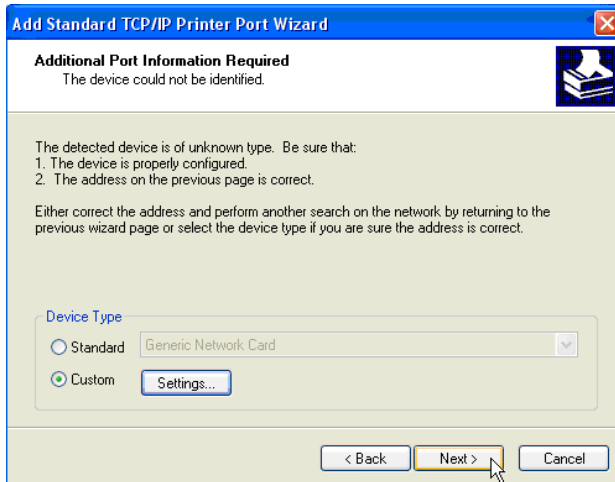 Add Standard TCP/IP Printer Port Wizard
Additional Port Information Required
The device could not be identified.
The detected device is of unknown type.  Be sure that:
1. The device is properly configured.
2.  The address on the previous page is correct.
Either correct the address and perform another search on the network by returning to the
previous wizard page or select the device type if you are sure the address is correct.
Device Type
Standard
Generic Network Card
Custom
Settings...
< Back
Next >
Cancel